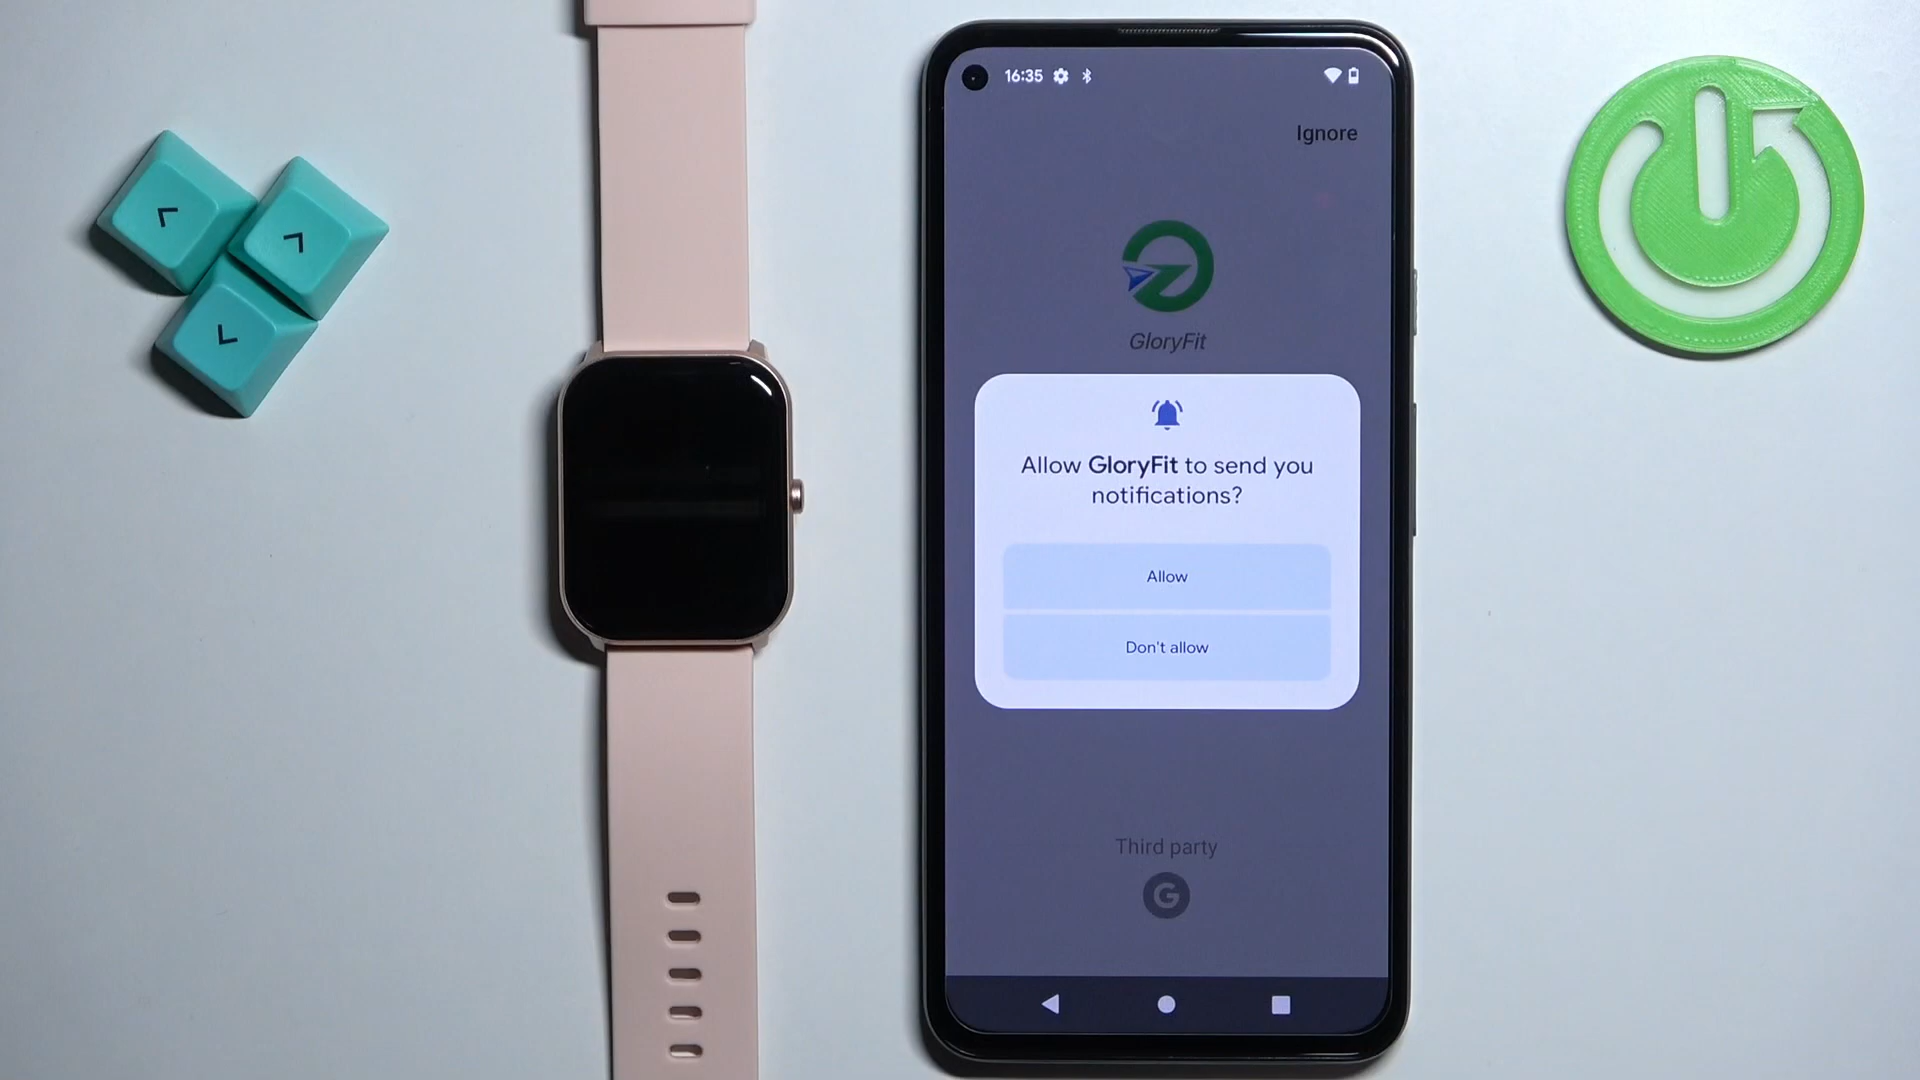 16:35
Ignore
GloryFit
Allow GloryFit to send you
notifications?
Allow
Don't allow
Third party
G